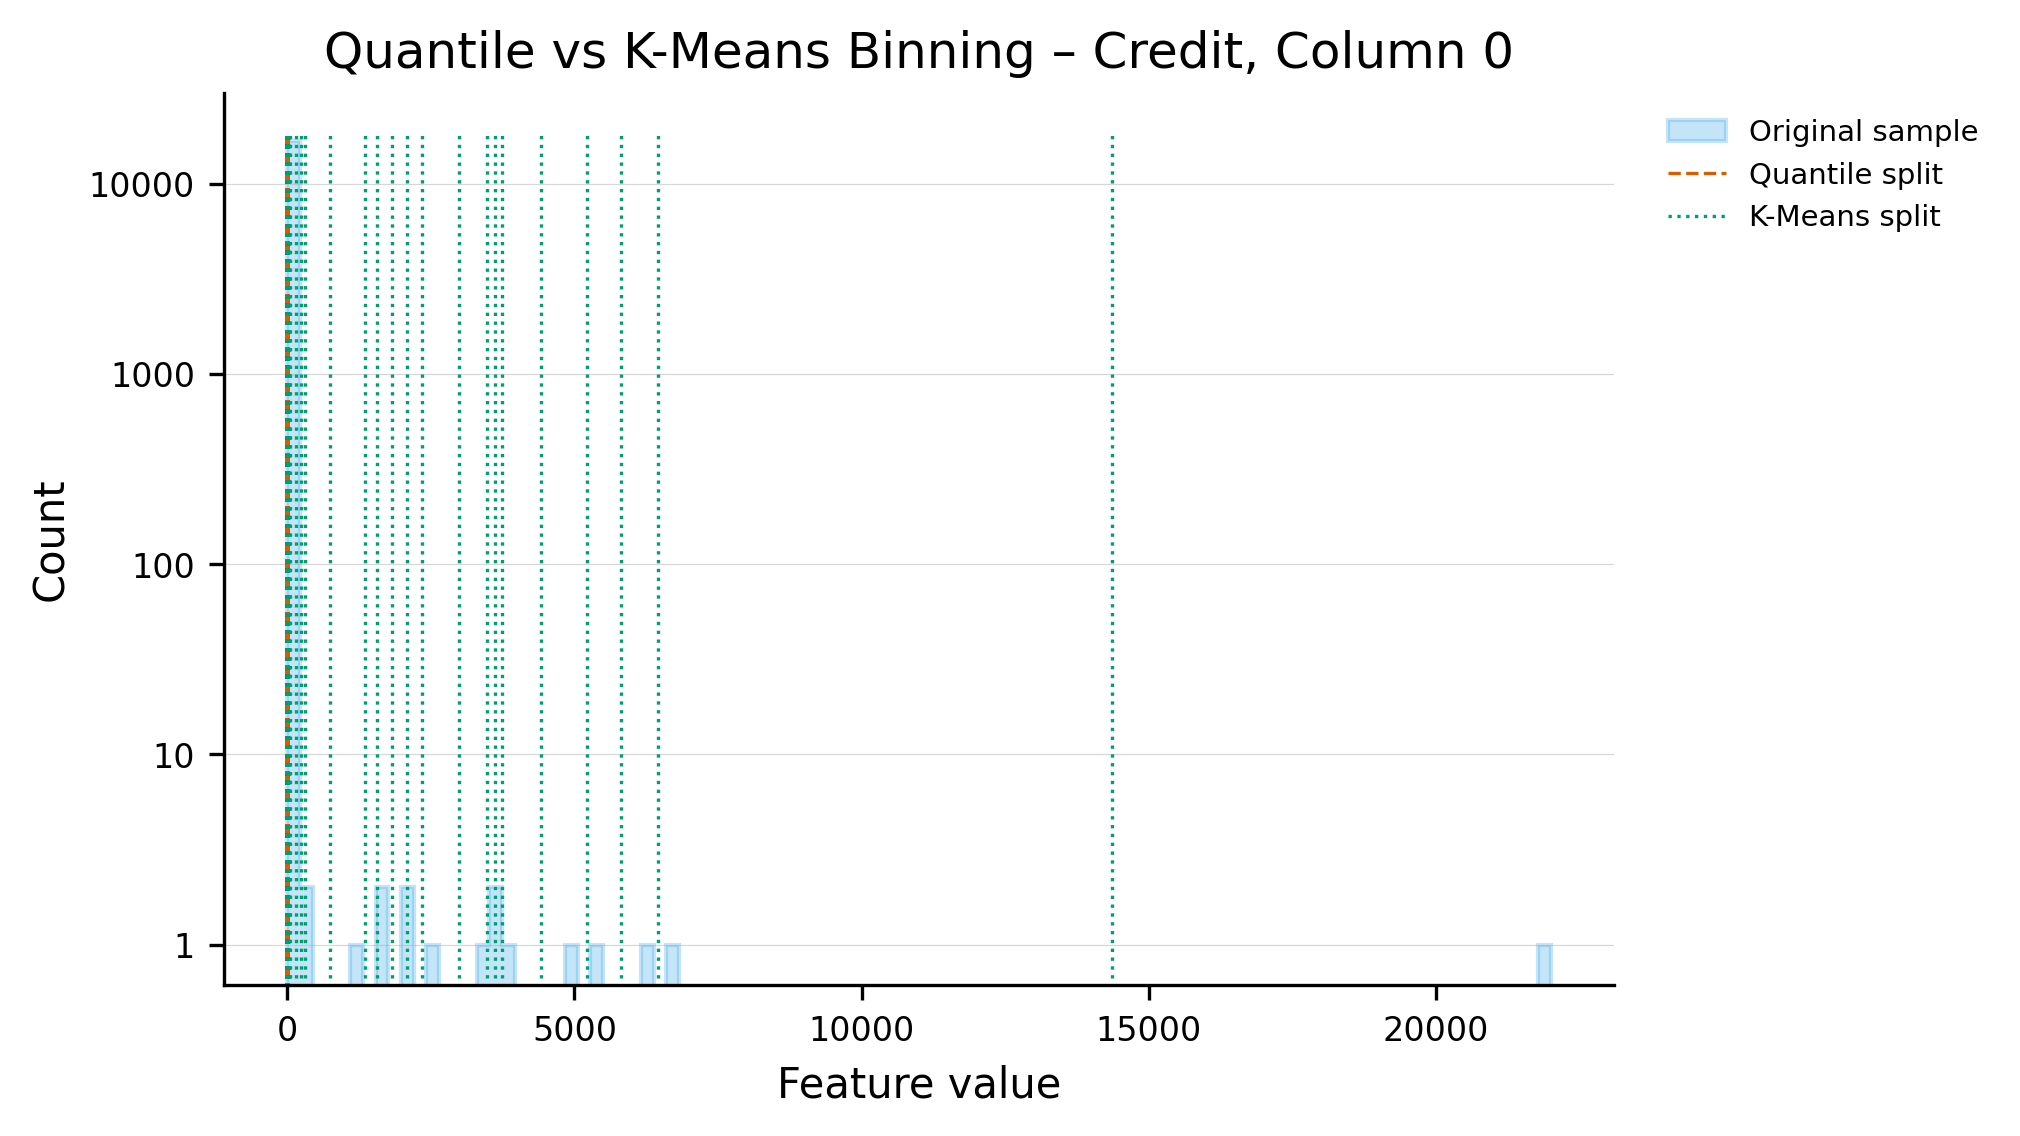 Quantile vs K-Means Binning – Credit, Column 0
Original sample
Quantile split
K-Means split
Count
10000
1000
100
10
1
0
5000
10000
15000
20000
Feature value